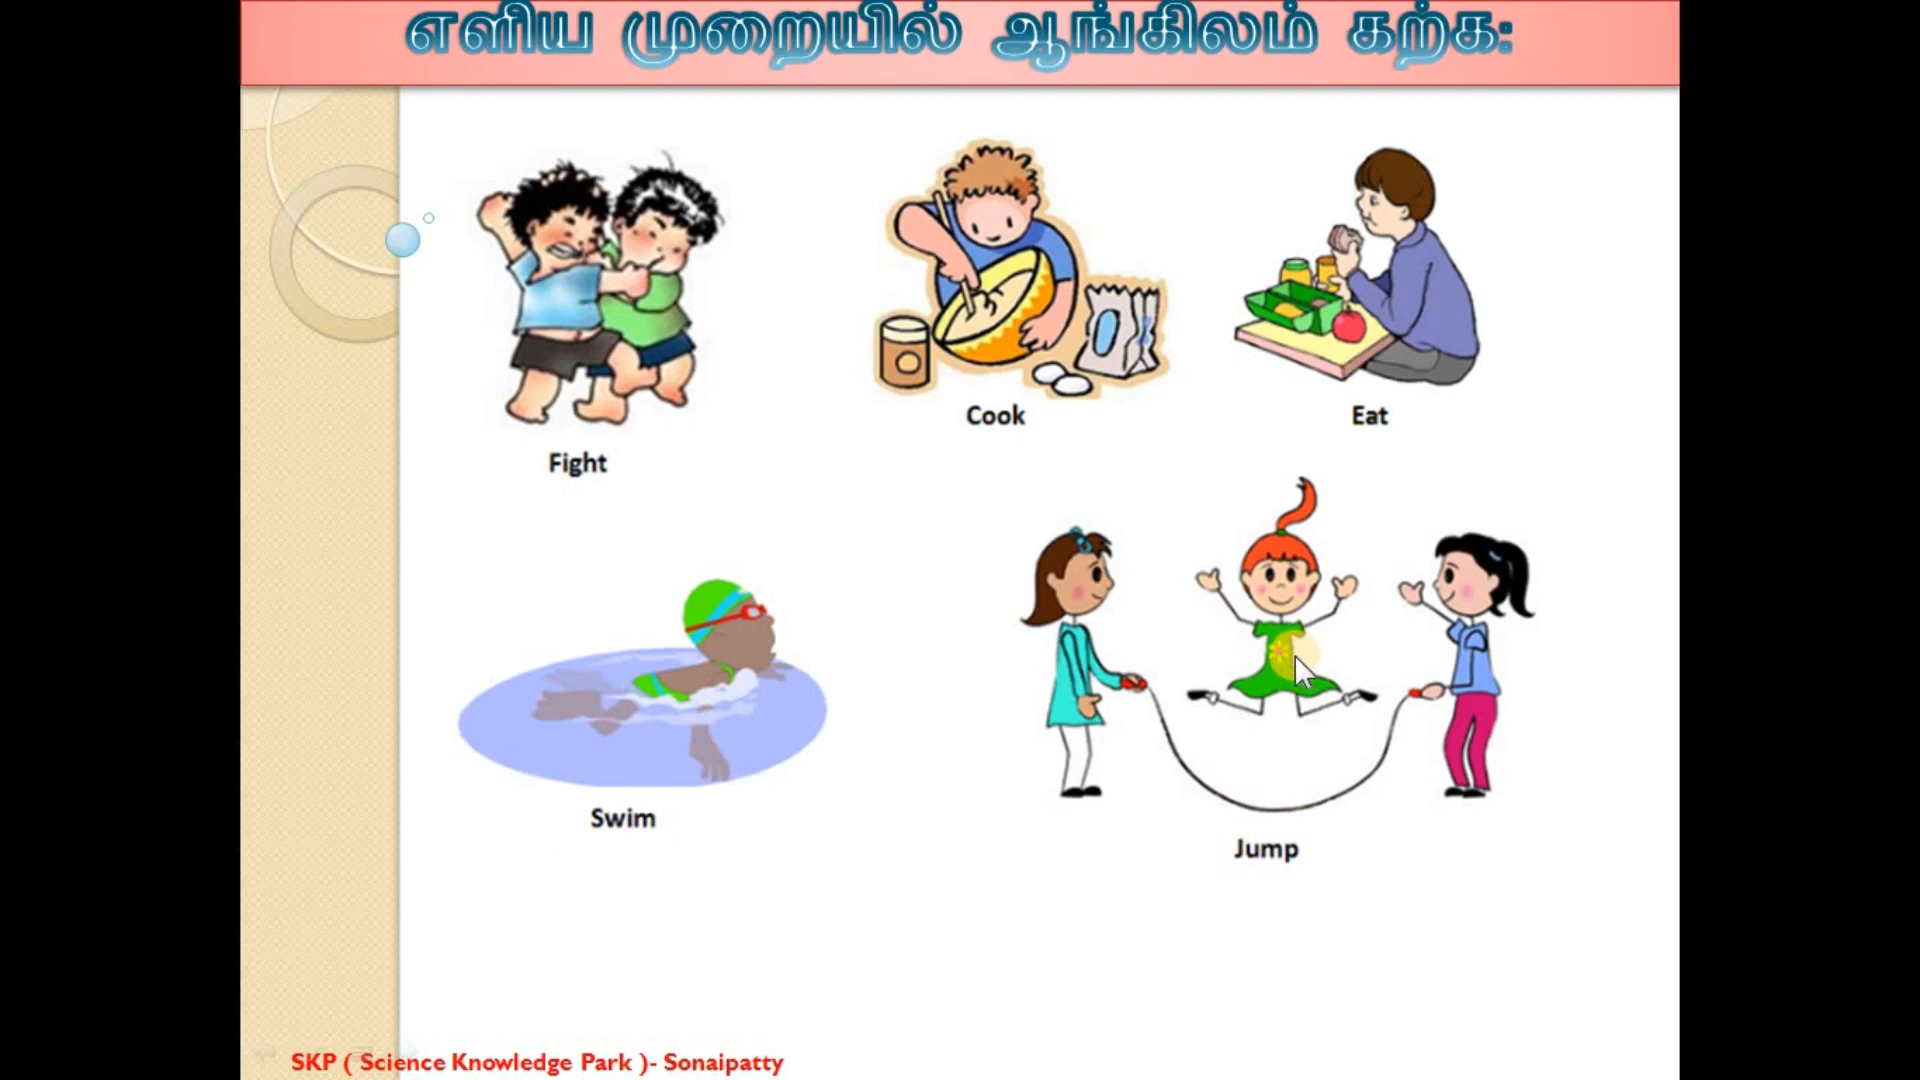 எளிய முறையில் ஆங்கிலம் கற்க:
Cook
Eat
Fight
Swim
Jump
SKP ( Science Knowledge Park )- Sonaipatty